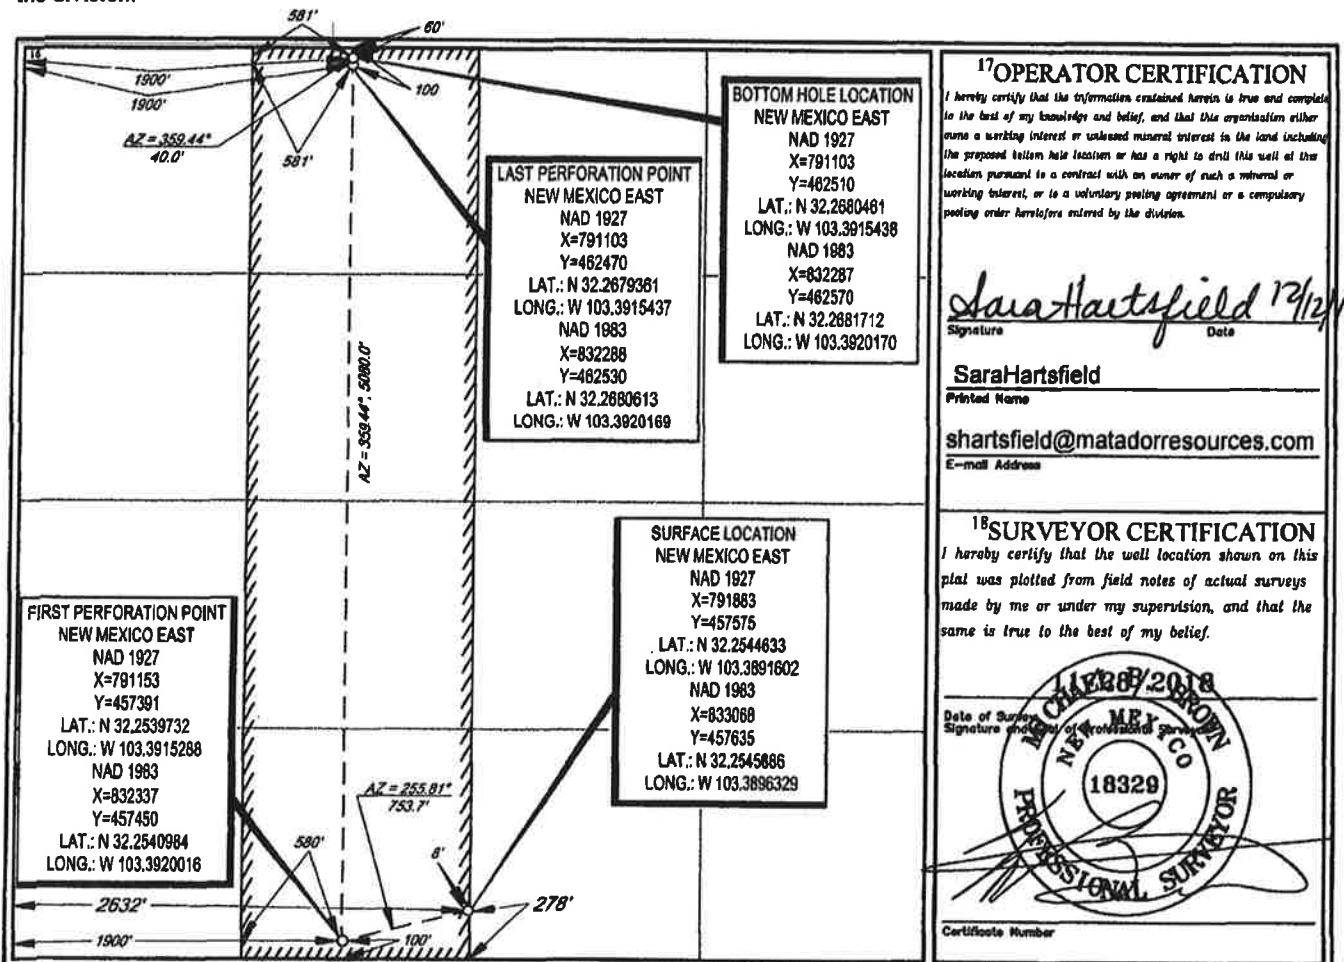 581'
60'
16
1900'
1900'
100
AZ = 359.44°
40.0'
581'
BOTTOM HOLE LOCATION
NEW MEXICO EAST
NAD 1927
X=791103
Y=462510
LAT.: N 32.2680461
LONG.: W 103.3915438
NAD 1983
X=832287
Y=462570
LAT.: N 32.2681712
LONG.: W 103.3920170
LAST PERFORATION POINT
NEW MEXICO EAST
NAD 1927
X=791103
Y=462470
LAT.: N 32.2679361
LONG.: W 103.3915437
NAD 1983
X=832288
Y=462530
LAT.: N 32.2680613
LONG.: W 103.3920169
AZ = 359.44°, 5080.0'
SURFACE LOCATION
NEW MEXICO EAST
NAD 1927
X=791883
Y=457575
LAT.: N 32.2544633
LONG.: W 103.3891602
NAD 1983
X=833068
Y=457635
LAT.: N 32.2545886
LONG.: W 103.3896329
FIRST PERFORATION POINT
NEW MEXICO EAST
NAD 1927
X=791153
Y=457391
LAT.: N 32.2539732
LONG.: W 103.3915288
NAD 1983
X=832337
Y=457450
LAT.: N 32.2540984
LONG.: W 103.3920016
AZ = 255.81°
753.7'
580'
8'
2632'
278'
1900'
100'
17OPERATOR CERTIFICATION
I hereby certify that the information contained herein is true and complete
to the best of my knowledge and belief, and that this organization either
owns a working interest or unleased mineral interest in the land including
the proposed bottom hole location or has a right to drill this well at this
location pursuant to a contract with an owner of such a mineral or
working interest, or to a voluntary pooling agreement or a compulsory
pooling order heretofore entered by the division.
Sara Hartsfield 12/12/
Signature Date
SaraHartsfield
Printed Name
shartsfield@matadorresources.com
E-mail Address
18SURVEYOR CERTIFICATION
I hereby certify that the well location shown on this
plat was plotted from field notes of actual surveys
made by me or under my supervision, and that the
same is true to the best of my belief.
11/28/2018
Date of Survey
Signature and Seal of Professional Surveyor
MICHAEL B. BROWN
NEW MEXICO
18329
PROFESSIONAL SURVEYOR
Certificate Number